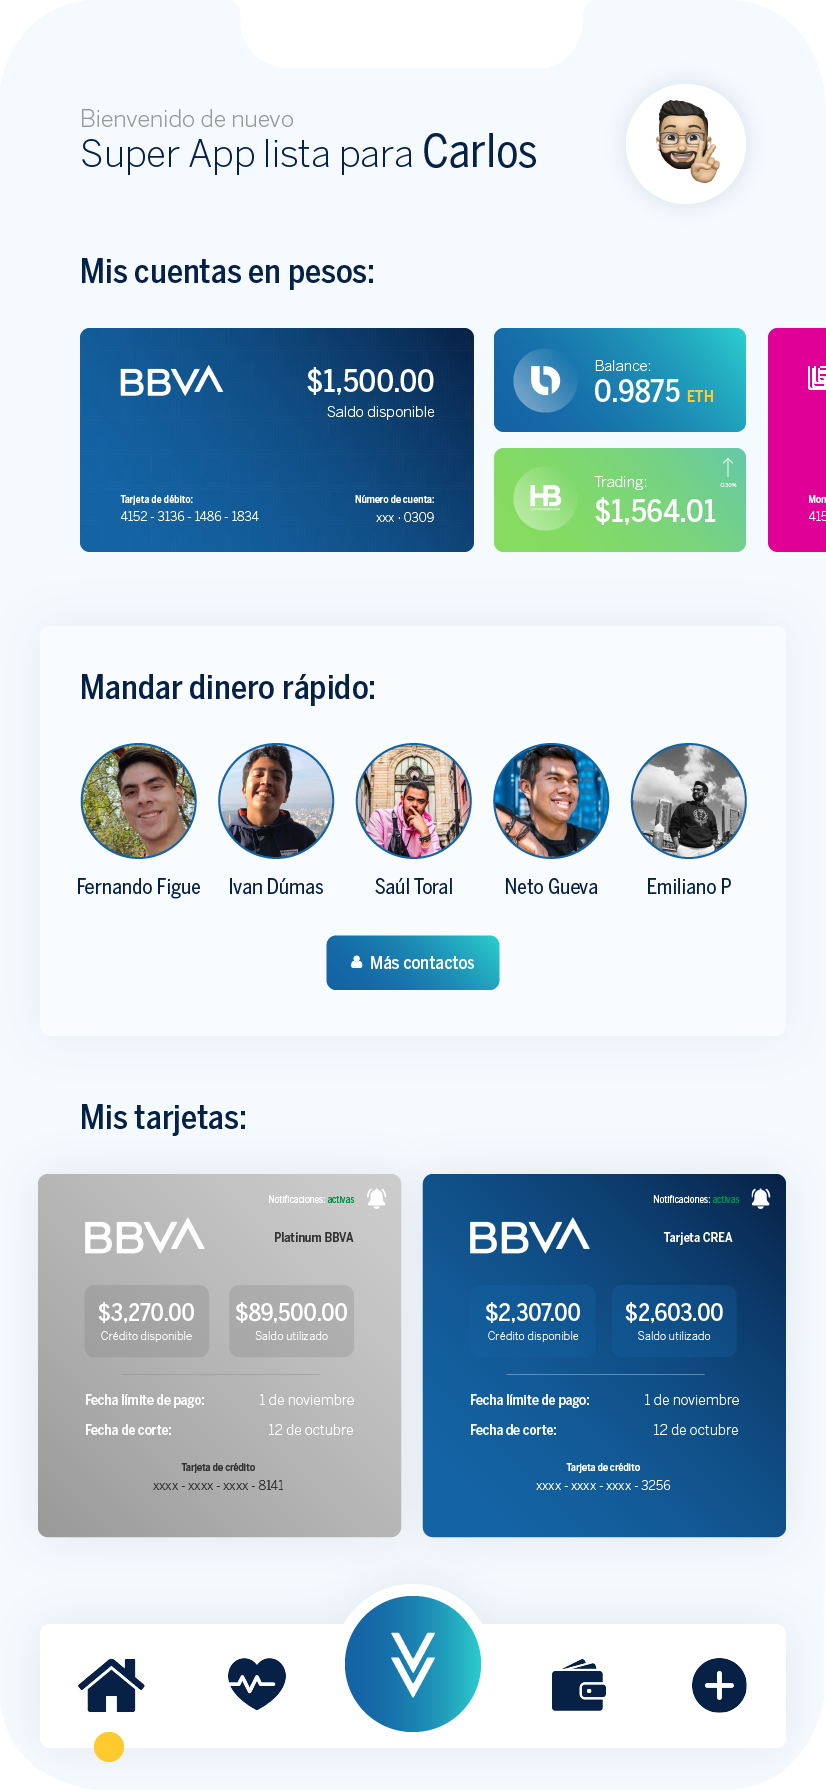 Bienvenido de nuevo
Super App lista para Carlos
Mis cuentas en pesos:
BBVA
$1,500.00
Saldo disponible
Tarjeta de débito:
4152 - 3136 - 1486 - 1834
Número de cuenta:
xxx · 0309
Balance:
0.9875 ETH
HB
Trading:
$1,564.01
Mon
415
Mandar dinero rápido:
Fernando Figue
Ivan Dúmas
Saúl Toral
Neto Gueva
Emiliano P
Más contactos
Mis tarjetas:
Notificaciones: activas
BBVA
Platinum BBVA
$3,270.00
Crédito disponible
$89,500.00
Saldo utilizado
Fecha límite de pago: 1 de noviembre
Fecha de corte: 12 de octubre
Tarjeta de crédito
xxxx - xxxx - xxxx - 8141
Notificaciones: activas
BBVA
Tarjeta CREA
$2,307.00
Crédito disponible
$2,603.00
Saldo utilizado
Fecha límite de pago: 1 de noviembre
Fecha de corte: 12 de octubre
Tarjeta de crédito
xxxx - xxxx - xxxx - 3256